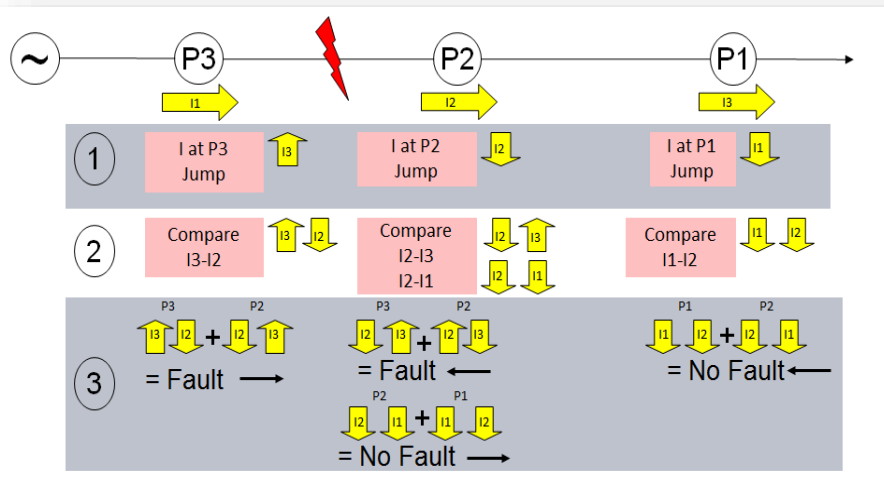 ~ P3 P2 P1
I1 I2 I3
1
I at P3
Jump
I3
I at P2
Jump
I2
I at P1
Jump
I1
2
Compare
I3-I2
I3 I2
Compare
I2-I3
I2-I1
I2 I3
I2 I1
Compare
I1-I2
I1 I2
3
P3 P2
I3 I2 + I2 I3
= Fault
P3 P2
I2 I3 + I2 I3
= Fault
P2 P1
I2 I1 + I1 I2
= No Fault
P1 P2
I1 I2 + I2 I1
= No Fault